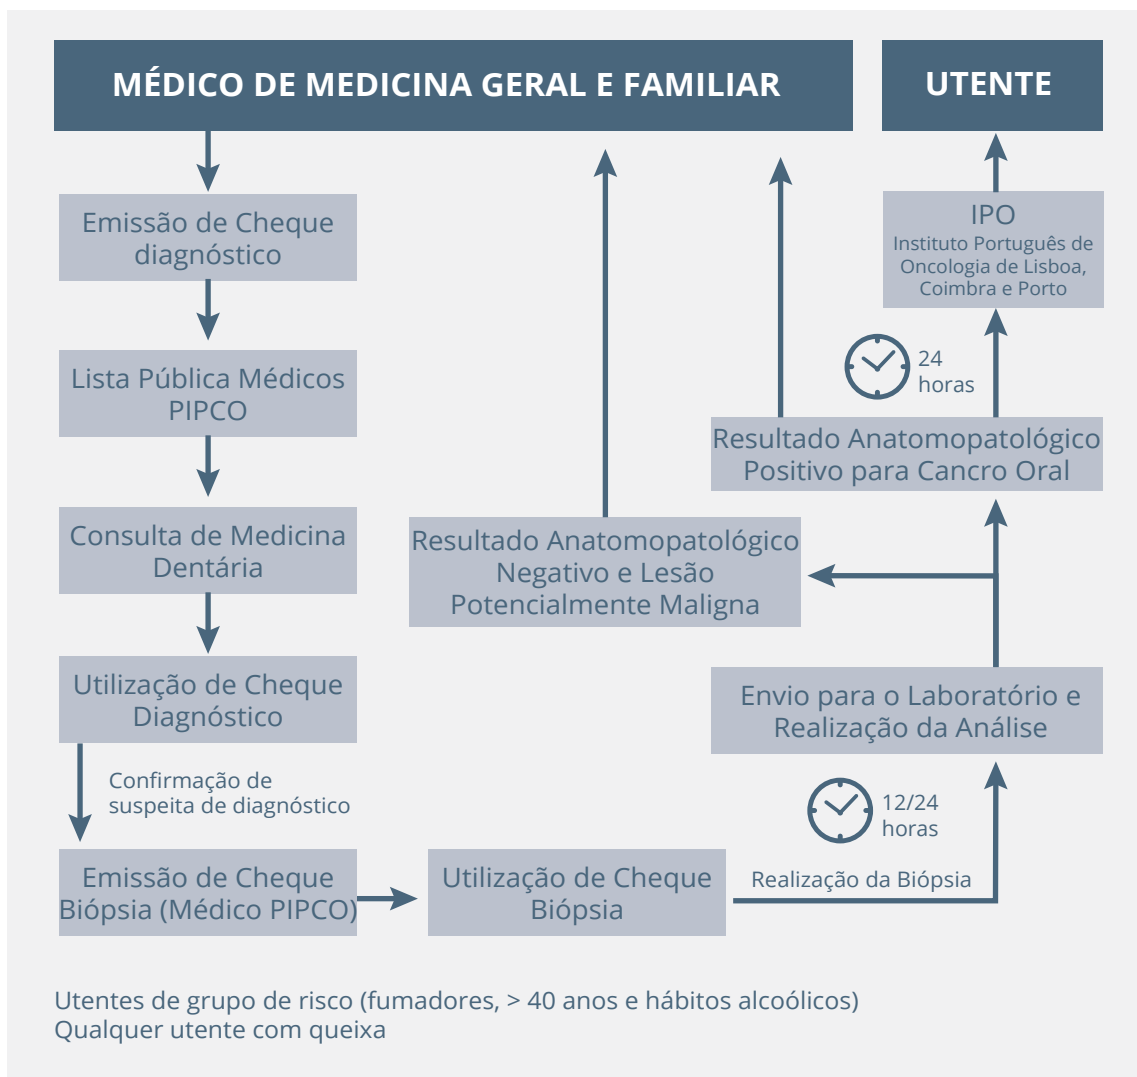 MÉDICO DE MEDICINA GERAL E FAMILIAR
UTENTE
Emissão de Cheque
diagnóstico
Lista Pública Médicos
PIPCO
Consulta de Medicina
Dentária
Utilização de Cheque
Diagnóstico
Confirmação de
suspeita de diagnóstico
Emissão de Cheque
Biópsia (Médico PIPCO)
Utilização de Cheque
Biópsia
Realização da Biópsia
12/24
horas
Envio para o Laboratório e
Realização da Análise
Resultado Anatomopatológico
Negativo e Lesão
Potencialmente Maligna
Resultado Anatomopatológico
Positivo para Cancro Oral
24
horas
IPO
Instituto Português de
Oncologia de Lisboa,
Coimbra e Porto
Utentes de grupo de risco (fumadores, > 40 anos e hábitos alcoólicos)
Qualquer utente com queixa